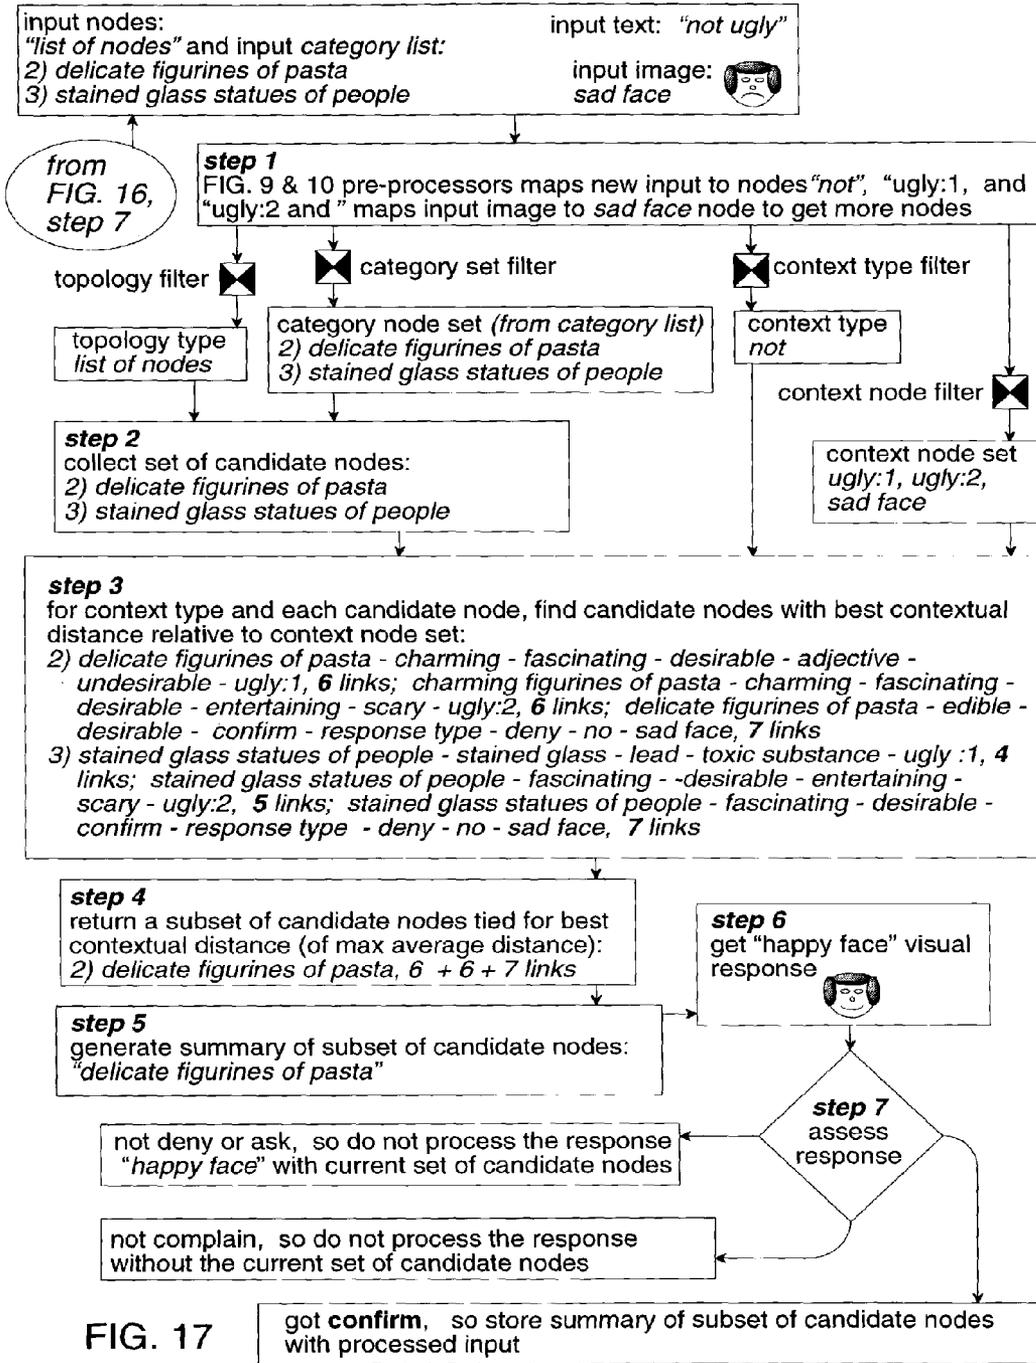 input nodes:
"list of nodes" and input category list:
2) delicate figurines of pasta
3) stained glass statues of people
input text: "not ugly"
input image:
sad face
from
FIG. 16,
step 7
step 1
FIG. 9 & 10 pre-processors maps new input to nodes "not", "ugly:1, and
"ugly:2 and " maps input image to sad face node to get more nodes
topology filter
category set filter
context type filter
topology type
list of nodes
category node set (from category list)
2) delicate figurines of pasta
3) stained glass statues of people
context type
not
context node filter
step 2
collect set of candidate nodes:
2) delicate figurines of pasta
3) stained glass statues of people
context node set
ugly:1, ugly:2,
sad face
step 3
for context type and each candidate node, find candidate nodes with best contextual
distance relative to context node set:
2) delicate figurines of pasta - charming - fascinating - desirable - adjective -
undesirable - ugly:1, 6 links; charming figurines of pasta - charming - fascinating -
desirable - entertaining - scary - ugly:2, 6 links; delicate figurines of pasta - edible -
desirable - confirm - response type - deny - no - sad face, 7 links
3) stained glass statues of people - stained glass - lead - toxic substance - ugly :1, 4
links; stained glass statues of people - fascinating - -desirable - entertaining -
scary - ugly:2, 5 links; stained glass statues of people - fascinating - desirable -
confirm - response type - deny - no - sad face, 7 links
step 4
return a subset of candidate nodes tied for best
contextual distance (of max average distance):
2) delicate figurines of pasta, 6 + 6 + 7 links
step 5
generate summary of subset of candidate nodes:
"delicate figurines of pasta"
step 6
get "happy face" visual
response
step 7
assess
response
not deny or ask, so do not process the response
"happy face" with current set of candidate nodes
not complain, so do not process the response
without the current set of candidate nodes
got confirm, so store summary of subset of candidate nodes
with processed input
FIG. 17